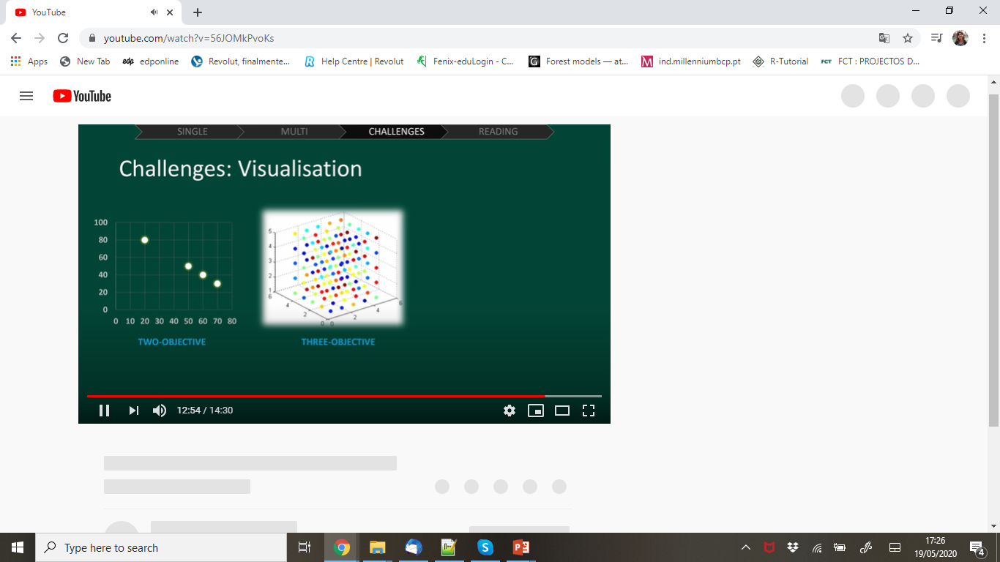 YouTube
youtube.com/watch?v=56JOMkPvoKs
Apps New Tab edp edponline Revolut, finalmente... Help Centre | Revolut Fenix-eduLogin - C... Forest models — at... ind.millenniumbcp.pt R-Tutorial FCT FCT : PROJECTOS D...
YouTube
SINGLE MULTI CHALLENGES READING
Challenges: Visualisation
100
80
60
40
20
0
0 10 20 30 40 50 60 70 80
TWO-OBJECTIVE
5
4
3
2
1
6
4
2
0
0
2
4
6
THREE-OBJECTIVE
12:54 / 14:30
Type here to search
17:26
19/05/2020
4